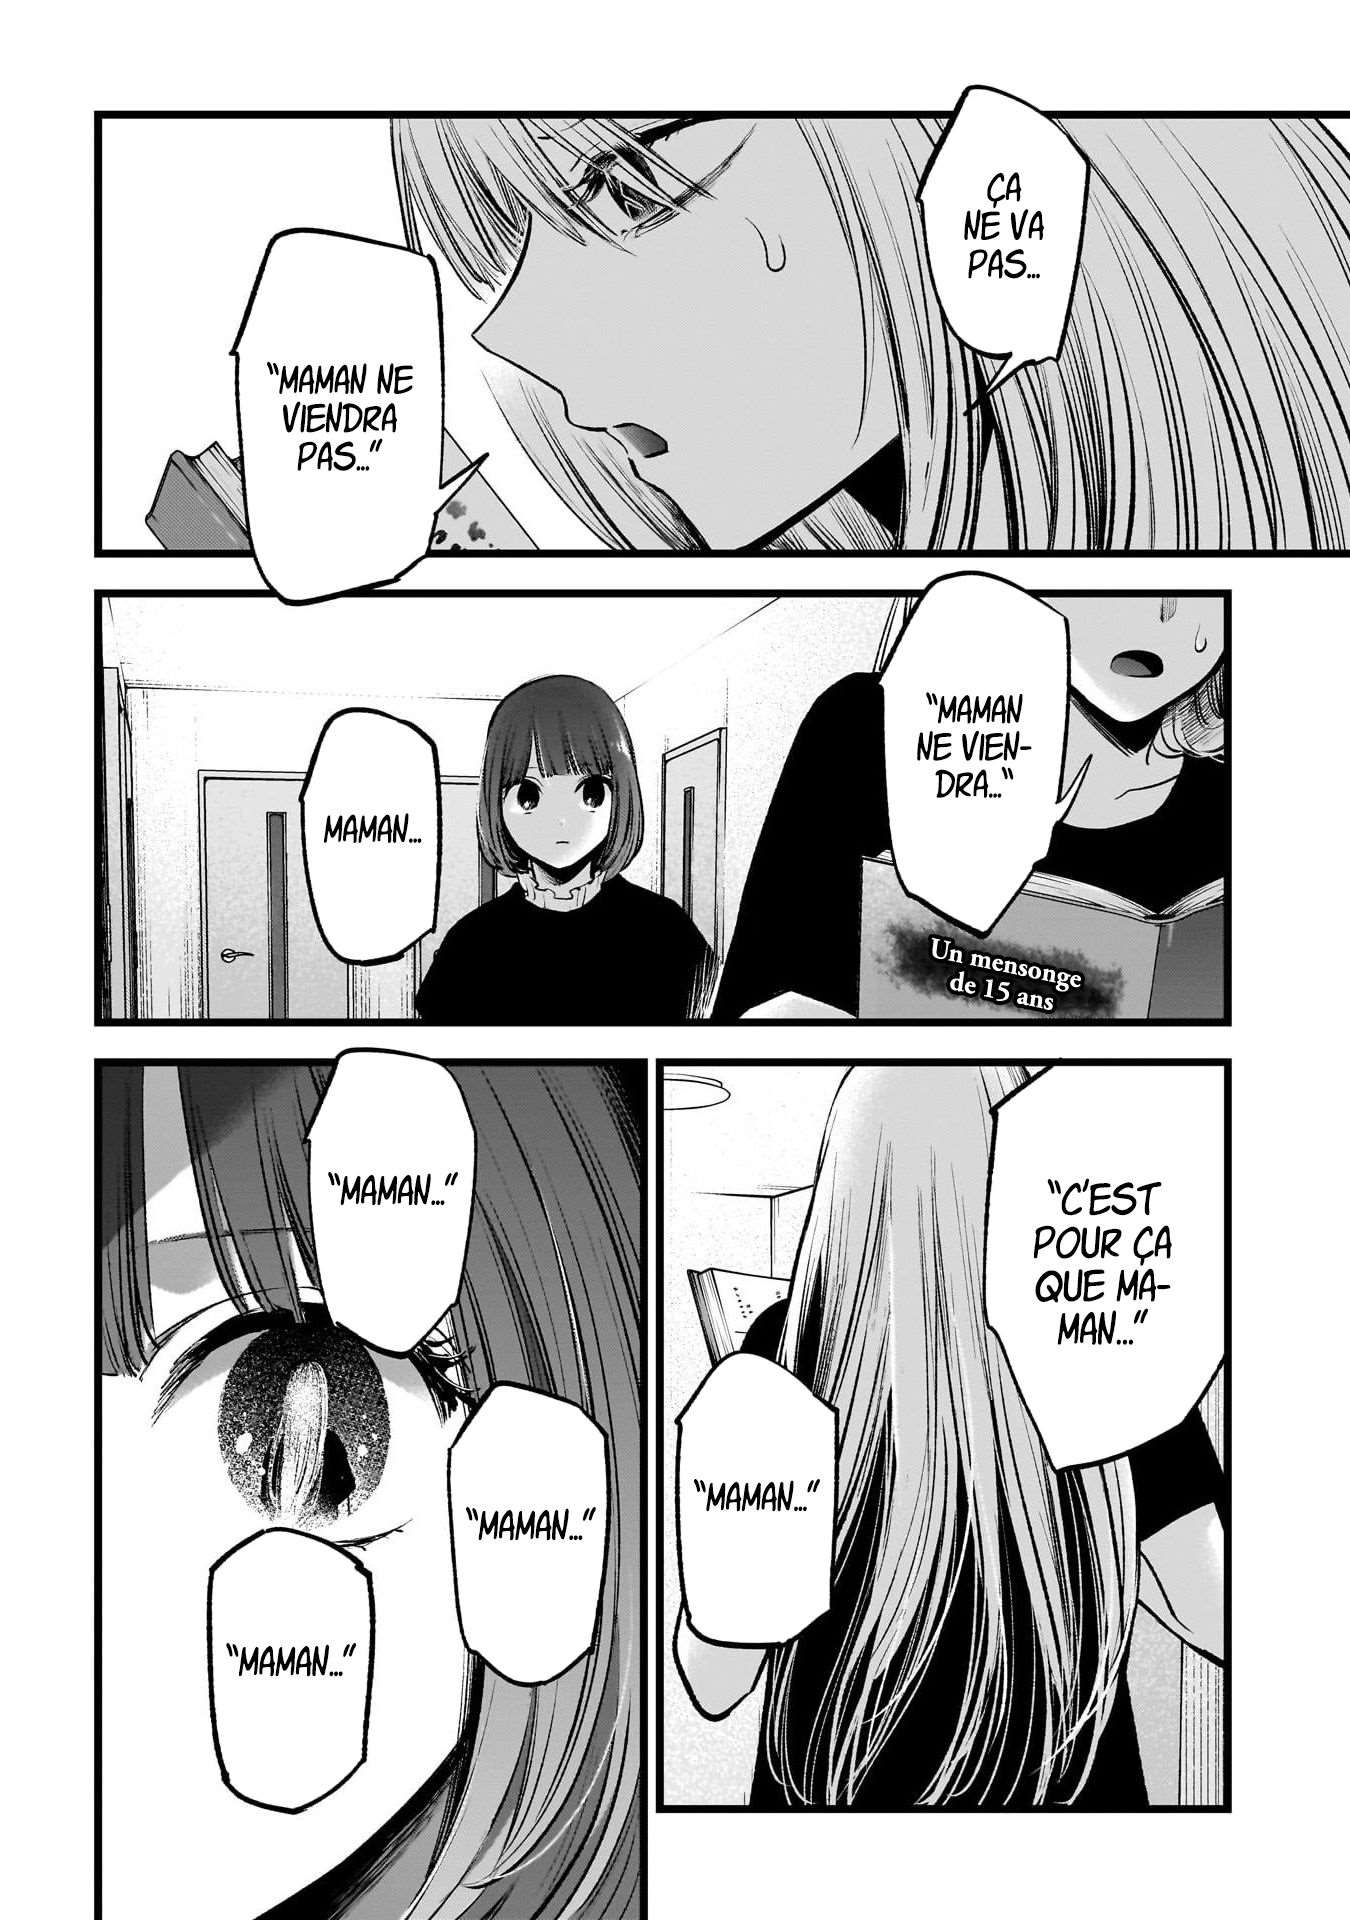 ÇA
NE VA
PAS...
"MAMAN NE
VIENDRA
PAS..."
"MAMAN
NE VIEN-
DRA..."
MAMAN...
Un mensonge
de 15 ans
"C'EST
POUR ÇA
QUE MA-
MAN..."
"MAMAN..."
"MAMAN..."
"MAMAN..."
"MAMAN..."